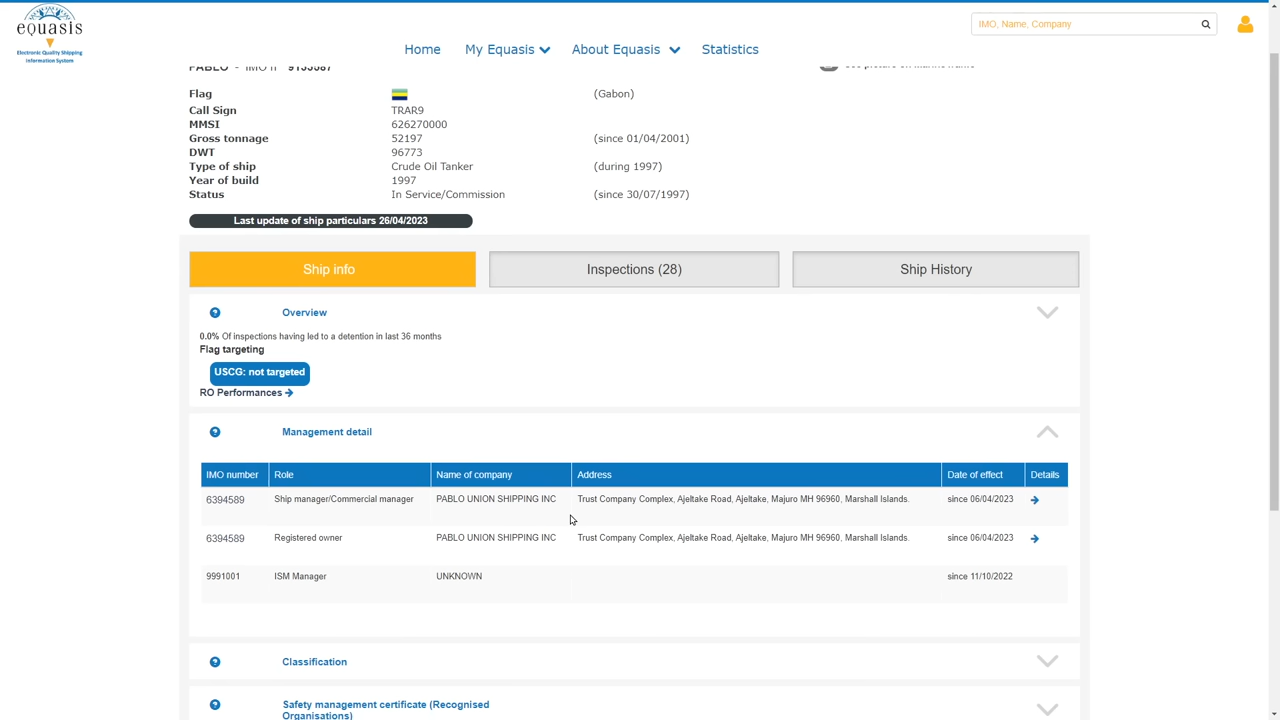 equasis
Electronic Quality Shipping
Information System
IMO, Name, Company
Home My Equasis About Equasis Statistics
PABLO - IMO n° 9133587
See picture on Marine Traffic
Flag (Gabon)
Call Sign TRAR9
MMSI 626270000
Gross tonnage 52197 (since 01/04/2001)
DWT 96773
Type of ship Crude Oil Tanker (during 1997)
Year of build 1997
Status In Service/Commission (since 30/07/1997)
Last update of ship particulars 26/04/2023
Ship info Inspections (28) Ship History
Overview
0.0% Of inspections having led to a detention in last 36 months
Flag targeting
USCG: not targeted
RO Performances
Management detail
IMO number Role Name of company Address Date of effect Details
6394589 Ship manager/Commercial manager PABLO UNION SHIPPING INC Trust Company Complex, Ajeltake Road, Ajeltake, Majuro MH 96960, Marshall Islands. since 06/04/2023
6394589 Registered owner PABLO UNION SHIPPING INC Trust Company Complex, Ajeltake Road, Ajeltake, Majuro MH 96960, Marshall Islands. since 06/04/2023
9991001 ISM Manager UNKNOWN since 11/10/2022
Classification
Safety management certificate (Recognised
Organisations)